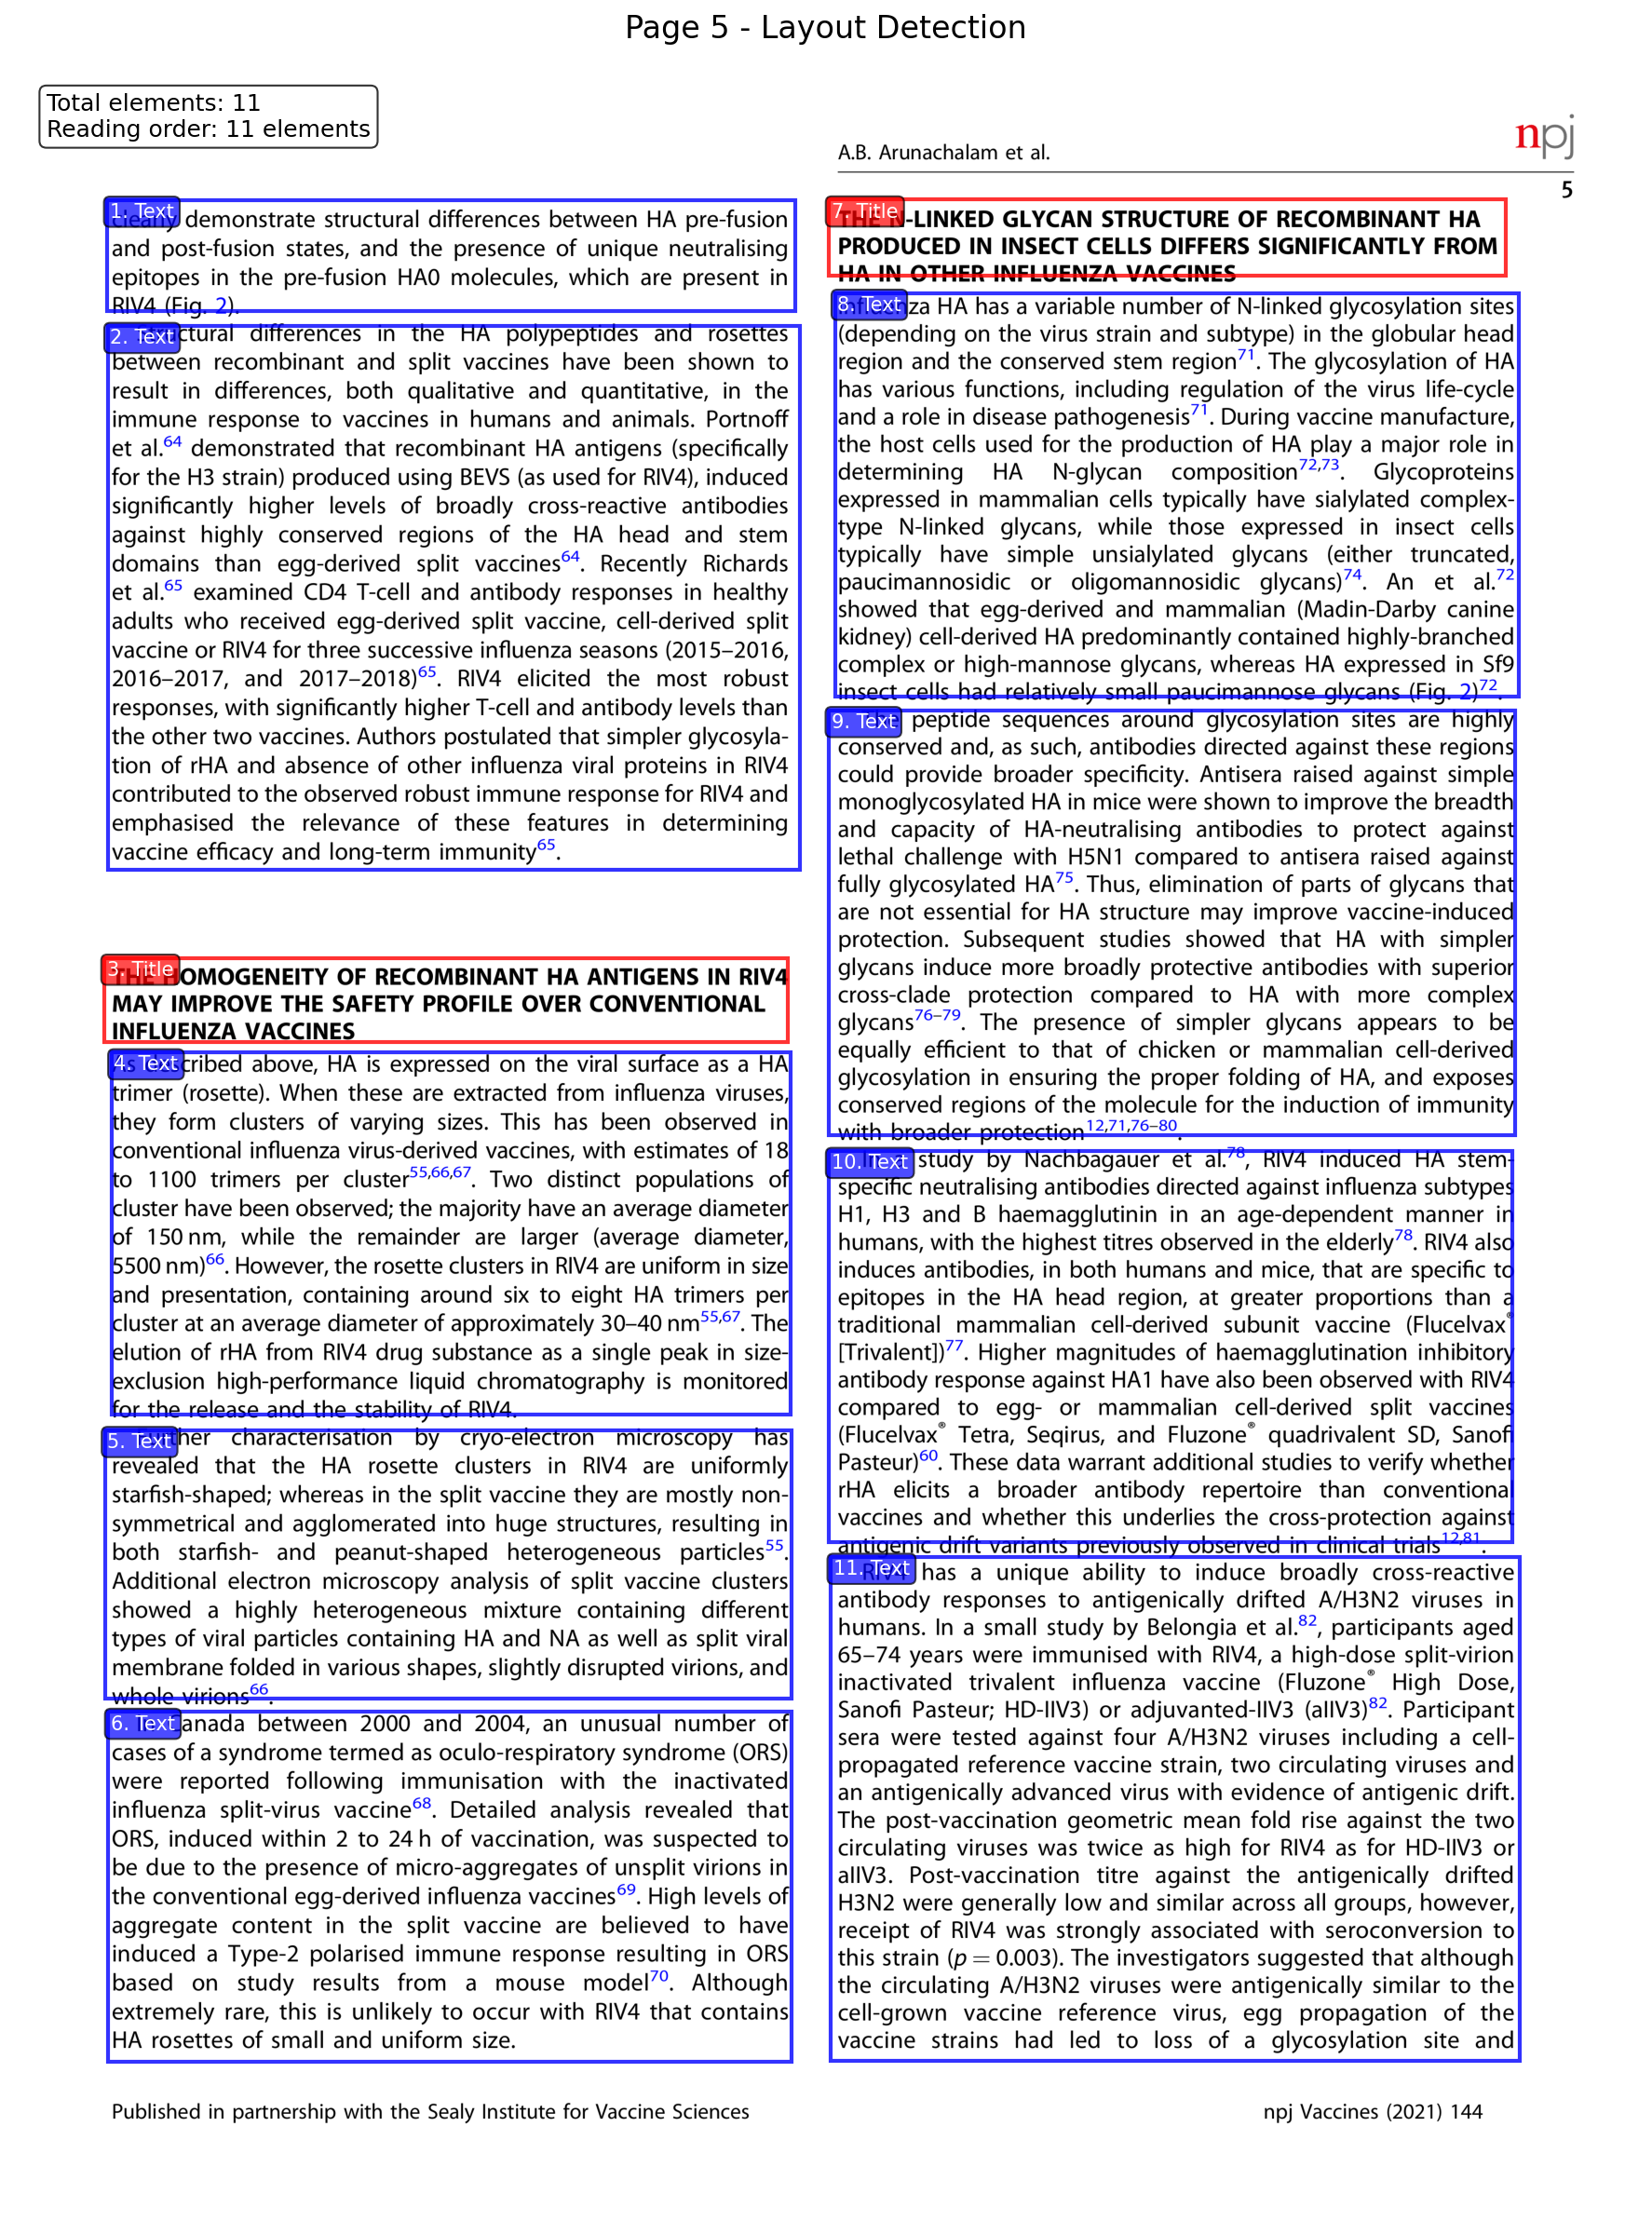 Page 5 - Layout Detection
Total elements: 11
Reading order: 11 elements
A.B. Arunachalam et al.
npj
5
1. Text
clearly demonstrate structural differences between HA pre-fusion
and post-fusion states, and the presence of unique neutralising
epitopes in the pre-fusion HA0 molecules, which are present in
RIV4 (Fig. 2).
2. Text
Structural differences in the HA polypeptides and rosettes
between recombinant and split vaccines have been shown to
result in differences, both qualitative and quantitative, in the
immune response to vaccines in humans and animals. Portnoff
et al.64 demonstrated that recombinant HA antigens (specifically
for the H3 strain) produced using BEVS (as used for RIV4), induced
significantly higher levels of broadly cross-reactive antibodies
against highly conserved regions of the HA head and stem
domains than egg-derived split vaccines64. Recently Richards
et al.65 examined CD4 T-cell and antibody responses in healthy
adults who received egg-derived split vaccine, cell-derived split
vaccine or RIV4 for three successive influenza seasons (2015–2016,
2016–2017, and 2017–2018)65. RIV4 elicited the most robust
responses, with significantly higher T-cell and antibody levels than
the other two vaccines. Authors postulated that simpler glycosyla-
tion of rHA and absence of other influenza viral proteins in RIV4
contributed to the observed robust immune response for RIV4 and
emphasised the relevance of these features in determining
vaccine efficacy and long-term immunity65.
3. Title
THE HOMOGENEITY OF RECOMBINANT HA ANTIGENS IN RIV4
MAY IMPROVE THE SAFETY PROFILE OVER CONVENTIONAL
INFLUENZA VACCINES
4. Text
As described above, HA is expressed on the viral surface as a HA
trimer (rosette). When these are extracted from influenza viruses,
they form clusters of varying sizes. This has been observed in
conventional influenza virus-derived vaccines, with estimates of 18
to 1100 trimers per cluster55,66,67. Two distinct populations of
cluster have been observed; the majority have an average diameter
of 150 nm, while the remainder are larger (average diameter,
5500 nm)66. However, the rosette clusters in RIV4 are uniform in size
and presentation, containing around six to eight HA trimers per
cluster at an average diameter of approximately 30–40 nm55,67. The
elution of rHA from RIV4 drug substance as a single peak in size-
exclusion high-performance liquid chromatography is monitored
for the release and the stability of RIV4.
5. Text
Further characterisation by cryo-electron microscopy has
revealed that the HA rosette clusters in RIV4 are uniformly
starfish-shaped; whereas in the split vaccine they are mostly non-
symmetrical and agglomerated into huge structures, resulting in
both starfish- and peanut-shaped heterogeneous particles55.
Additional electron microscopy analysis of split vaccine clusters
showed a highly heterogeneous mixture containing different
types of viral particles containing HA and NA as well as split viral
membrane folded in various shapes, slightly disrupted virions, and
whole virions66.
6. Text
In Canada between 2000 and 2004, an unusual number of
cases of a syndrome termed as oculo-respiratory syndrome (ORS)
were reported following immunisation with the inactivated
influenza split-virus vaccine68. Detailed analysis revealed that
ORS, induced within 2 to 24 h of vaccination, was suspected to
be due to the presence of micro-aggregates of unsplit virions in
the conventional egg-derived influenza vaccines69. High levels of
aggregate content in the split vaccine are believed to have
induced a Type-2 polarised immune response resulting in ORS
based on study results from a mouse model70. Although
extremely rare, this is unlikely to occur with RIV4 that contains
HA rosettes of small and uniform size.
7. Title
THE N-LINKED GLYCAN STRUCTURE OF RECOMBINANT HA
PRODUCED IN INSECT CELLS DIFFERS SIGNIFICANTLY FROM
HA IN OTHER INFLUENZA VACCINES
8. Text
Influenza HA has a variable number of N-linked glycosylation sites
(depending on the virus strain and subtype) in the globular head
region and the conserved stem region71. The glycosylation of HA
has various functions, including regulation of the virus life-cycle
and a role in disease pathogenesis71. During vaccine manufacture,
the host cells used for the production of HA play a major role in
determining HA N-glycan composition72,73. Glycoproteins
expressed in mammalian cells typically have sialylated complex-
type N-linked glycans, while those expressed in insect cells
typically have simple unsialylated glycans (either truncated,
paucimannosidic or oligomannosidic glycans)74. An et al.72
showed that egg-derived and mammalian (Madin-Darby canine
kidney) cell-derived HA predominantly contained highly-branched
complex or high-mannose glycans, whereas HA expressed in Sf9
insect cells had relatively small paucimannose glycans (Fig. 2)72.
9. Text
The peptide sequences around glycosylation sites are highly
conserved and, as such, antibodies directed against these regions
could provide broader specificity. Antisera raised against simple
monoglycosylated HA in mice were shown to improve the breadth
and capacity of HA-neutralising antibodies to protect against
lethal challenge with H5N1 compared to antisera raised against
fully glycosylated HA75. Thus, elimination of parts of glycans that
are not essential for HA structure may improve vaccine-induced
protection. Subsequent studies showed that HA with simpler
glycans induce more broadly protective antibodies with superior
cross-clade protection compared to HA with more complex
glycans76–79. The presence of simpler glycans appears to be
equally efficient to that of chicken or mammalian cell-derived
glycosylation in ensuring the proper folding of HA, and exposes
conserved regions of the molecule for the induction of immunity
with broader protection12,71,76–80.
10. Text
In a study by Nachbagauer et al.78, RIV4 induced HA stem-
specific neutralising antibodies directed against influenza subtypes
H1, H3 and B haemagglutinin in an age-dependent manner in
humans, with the highest titres observed in the elderly78. RIV4 also
induces antibodies, in both humans and mice, that are specific to
epitopes in the HA head region, at greater proportions than a
traditional mammalian cell-derived subunit vaccine (Flucelvax®
[Trivalent])77. Higher magnitudes of haemagglutination inhibitory
antibody response against HA1 have also been observed with RIV4
compared to egg- or mammalian cell-derived split vaccines
(Flucelvax® Tetra, Seqirus, and Fluzone® quadrivalent SD, Sanofi
Pasteur)60. These data warrant additional studies to verify whether
rHA elicits a broader antibody repertoire than conventional
vaccines and whether this underlies the cross-protection against
antigenic drift variants previously observed in clinical trials12,81.
11. Text
RIV4 has a unique ability to induce broadly cross-reactive
antibody responses to antigenically drifted A/H3N2 viruses in
humans. In a small study by Belongia et al.82, participants aged
65–74 years were immunised with RIV4, a high-dose split-virion
inactivated trivalent influenza vaccine (Fluzone® High Dose,
Sanofi Pasteur; HD-IIV3) or adjuvanted-IIV3 (aIIV3)82. Participant
sera were tested against four A/H3N2 viruses including a cell-
propagated reference vaccine strain, two circulating viruses and
an antigenically advanced virus with evidence of antigenic drift.
The post-vaccination geometric mean fold rise against the two
circulating viruses was twice as high for RIV4 as for HD-IIV3 or
aIIV3. Post-vaccination titre against the antigenically drifted
H3N2 were generally low and similar across all groups, however,
receipt of RIV4 was strongly associated with seroconversion to
this strain (p = 0.003). The investigators suggested that although
the circulating A/H3N2 viruses were antigenically similar to the
cell-grown vaccine reference virus, egg propagation of the
vaccine strains had led to loss of a glycosylation site and
Published in partnership with the Sealy Institute for Vaccine Sciences
npj Vaccines (2021) 144